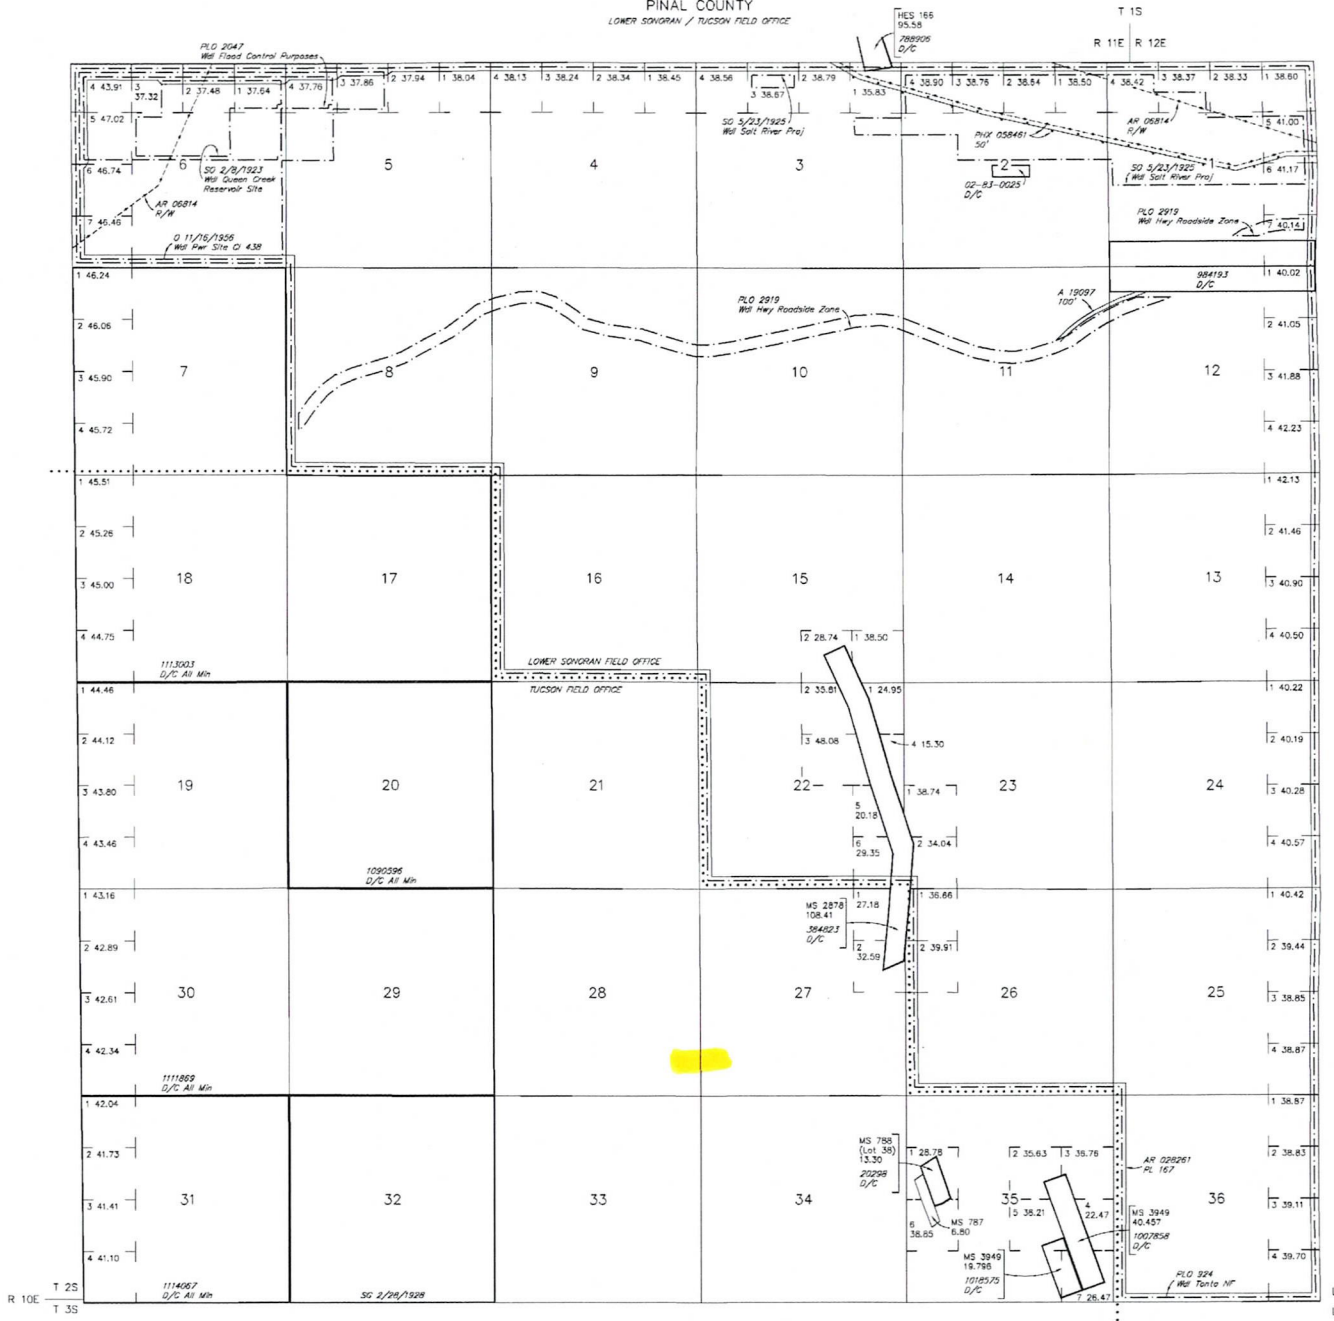 PINAL COUNTY
LOWER SONORAN / TUCSON FIELD OFFICE
HES 166
95.58
788906
D/C
T 1S
R 11E R 12E
PLO 2047
Wdl Flood Control Purposes
4 43.91
3
37.32
2 37.48
1 37.64
4 37.76
3 37.86
2 37.94
1 38.04
4 38.13
3 38.24
2 38.34
1 38.45
4 38.56
3 38.67
2 38.79
1 35.83
4 38.90
3 38.76
2 38.64
1 38.50
4 38.42
3 38.37
2 38.33
1 38.60
5 47.02
SO 5/23/1925
Wdl Salt River Proj
PHX 058461
50'
AR 06814
R/W
5 41.00
6 46.74
6
5
4
3
2
1
SO 2/8/1923
Wdl Queen Creek
Reservoir Site
02-83-0025
D/C
SO 5/23/1925
Wdl Salt River Proj
6 41.17
AR 06814
R/W
7 46.46
PLO 2919
Wdl Hwy Roadside Zone
7 40.14
O 11/16/1956
Wdl Pwr Site Cl 438
1 46.24
984193
D/C
1 40.02
PLO 2919
Wdl Hwy Roadside Zone
A 19097
100'
2 46.06
2 41.05
3 45.90
7
8
9
10
11
12
3 41.88
4 45.72
4 42.23
1 45.51
1 42.13
2 45.26
2 41.46
3 45.00
18
17
16
15
14
13
3 40.90
4 44.75
2 28.74
1 38.50
4 40.50
1113003
D/C All Min
LOWER SONORAN FIELD OFFICE
TUCSON FIELD OFFICE
1 44.46
2 35.81
1 24.95
1 40.22
2 44.12
3 48.08
4 15.30
2 40.19
3 43.80
19
20
21
22
1 38.74
23
24
3 40.28
5
20.18
4 43.46
6
29.35
2 34.04
4 40.57
1090596
D/C All Min
1 43.16
MS 2878
108.41
384823
D/C
1
27.18
1 36.66
1 40.42
2 42.89
2
32.59
2 39.91
2 39.44
3 42.61
30
29
28
27
26
25
3 38.85
4 42.34
4 38.87
1111869
D/C All Min
1 42.04
1 38.87
2 41.73
MS 788
(Lot 38)
13.30
20298
D/C
1 28.78
2 35.63
3 36.76
AR 028261
PL 167
2 38.83
3 41.41
31
32
33
34
35
36
5 38.21
4
22.47
MS 3949
40.457
1007858
D/C
3 39.11
6
38.85
MS 787
6.80
4 41.10
MS 3949
19.796
1018575
D/C
4 39.70
1114067
D/C All Min
SG 2/28/1928
7 26.47
PLO 924
Wdl Tonto NF
T 2S
R 10E
T 3S